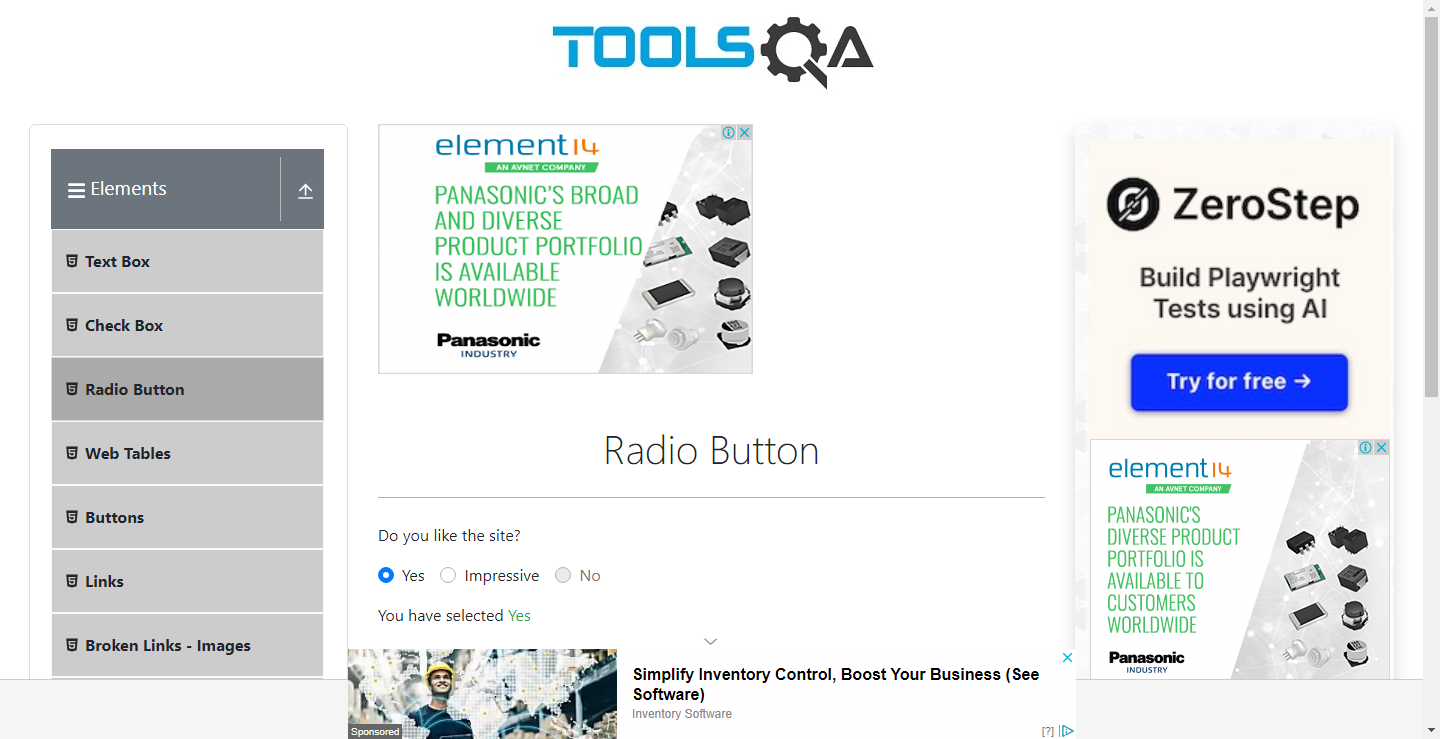 TOOLSQA
Elements
Text Box
Check Box
Radio Button
Web Tables
Buttons
Links
Broken Links - Images
element14
AN AVNET COMPANY
PANASONIC'S BROAD
AND DIVERSE
PRODUCT PORTFOLIO
IS AVAILABLE
WORLDWIDE
Panasonic
INDUSTRY
Radio Button
Do you like the site?
Yes Impressive No
You have selected Yes
Sponsored
Simplify Inventory Control, Boost Your Business (See
Software)
Inventory Software
[?]
ZeroStep
Build Playwright
Tests using AI
Try for free →
element14
AN AVNET COMPANY
PANASONIC'S
DIVERSE PRODUCT
PORTFOLIO IS
AVAILABLE TO
CUSTOMERS
WORLDWIDE
Panasonic
INDUSTRY